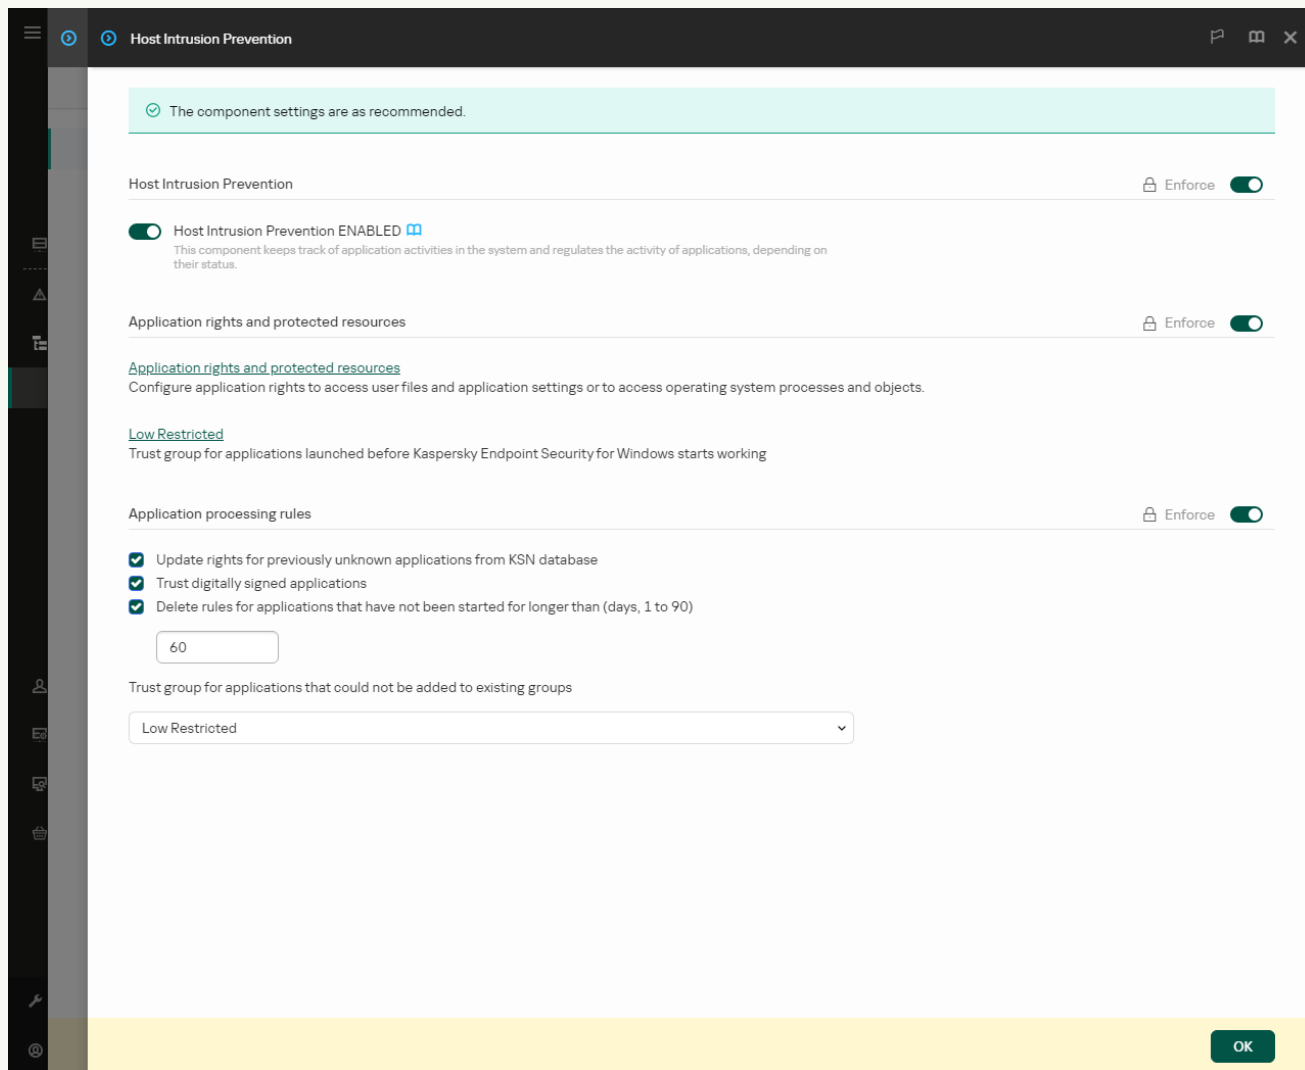 Host Intrusion Prevention
The component settings are as recommended.
Host Intrusion Prevention
Enforce
Host Intrusion Prevention ENABLED
This component keeps track of application activities in the system and regulates the activity of applications, depending on
their status.
Application rights and protected resources
Enforce
Application rights and protected resources
Configure application rights to access user files and application settings or to access operating system processes and objects.
Low Restricted
Trust group for applications launched before Kaspersky Endpoint Security for Windows starts working
Application processing rules
Enforce
Update rights for previously unknown applications from KSN database
Trust digitally signed applications
Delete rules for applications that have not been started for longer than (days, 1 to 90)
60
Trust group for applications that could not be added to existing groups
Low Restricted
OK